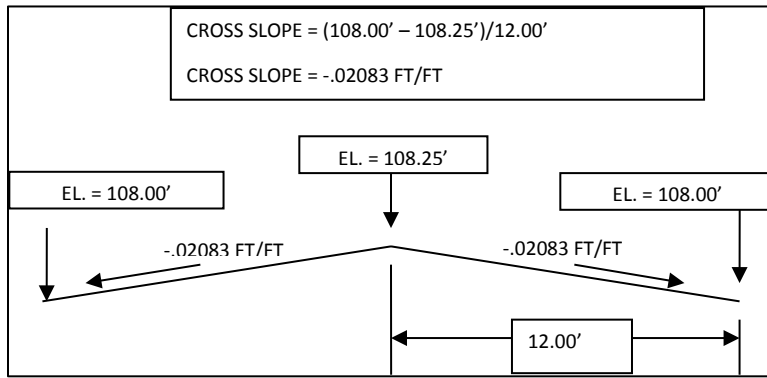 CROSS SLOPE = (108.00’ – 108.25’)/12.00’
CROSS SLOPE = -.02083 FT/FT
EL. = 108.25’
EL. = 108.00’
EL. = 108.00’
-.02083 FT/FT
-.02083 FT/FT
12.00’